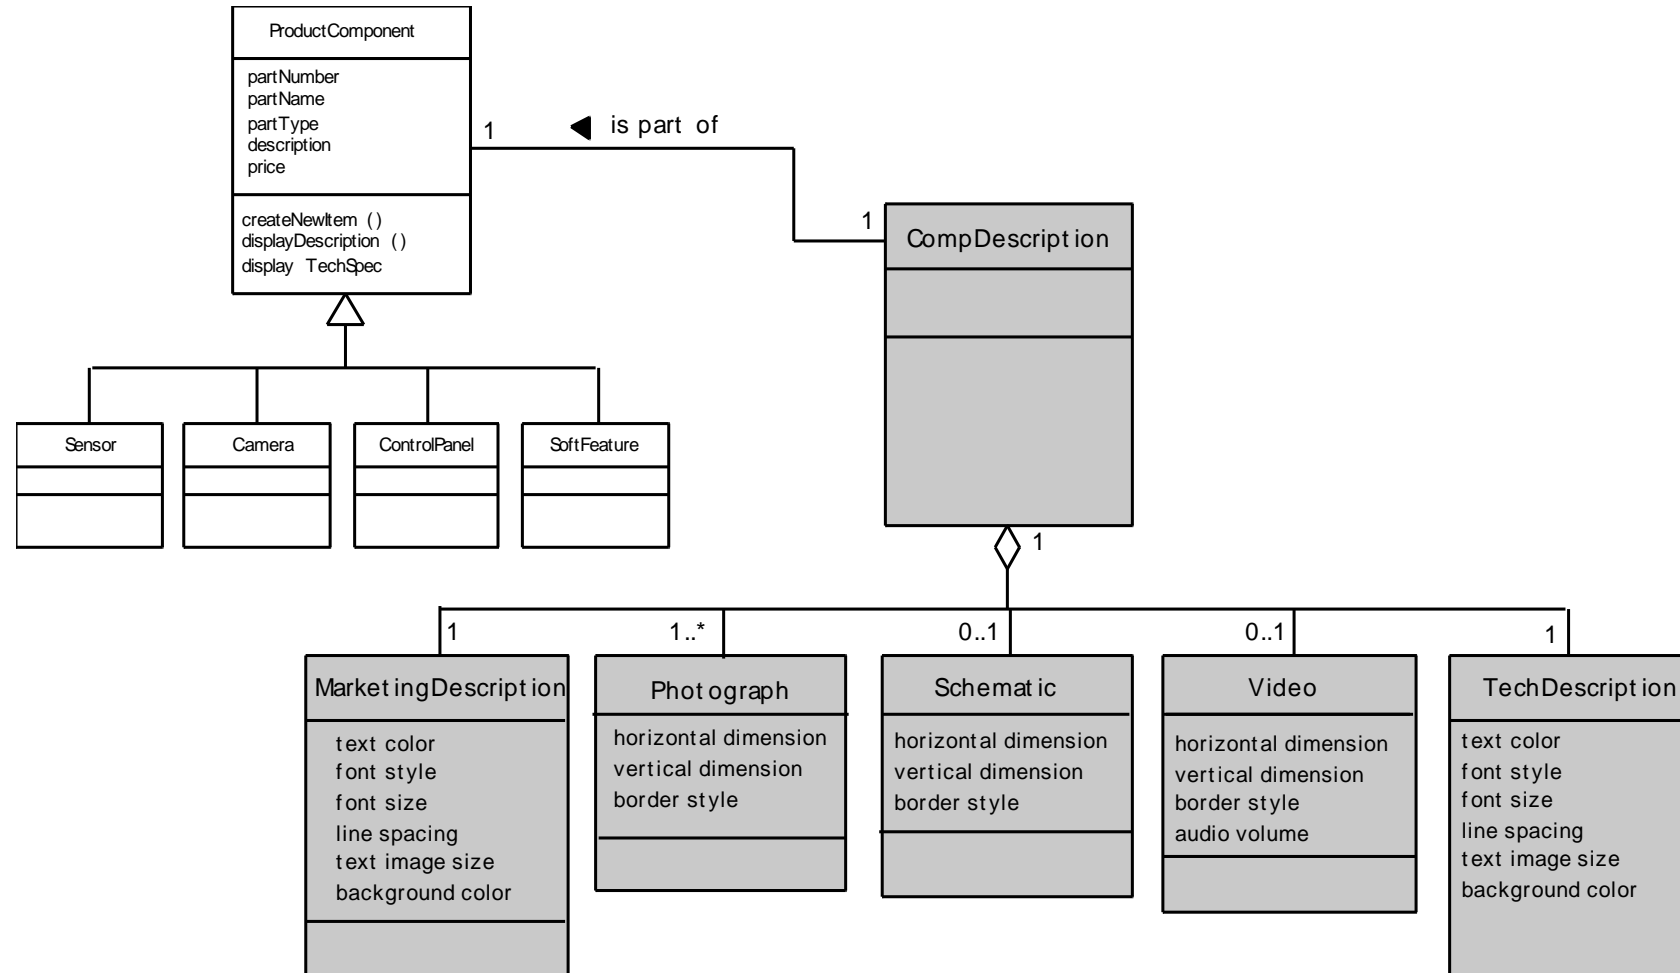 ProductComponent
partNumber
partName
partType
description
price
createNewItem ()
displayDescription ()
display TechSpec
1
is part of
1
CompDescription
Sensor
Camera
ControlPanel
SoftFeature
1
1
1..*
0..1
0..1
1
MarketingDescription
text color
font style
font size
line spacing
text image size
background color
Photograph
horizontal dimension
vertical dimension
border style
Schematic
horizontal dimension
vertical dimension
border style
Video
horizontal dimension
vertical dimension
border style
audio volume
TechDescription
text color
font style
font size
line spacing
text image size
background color